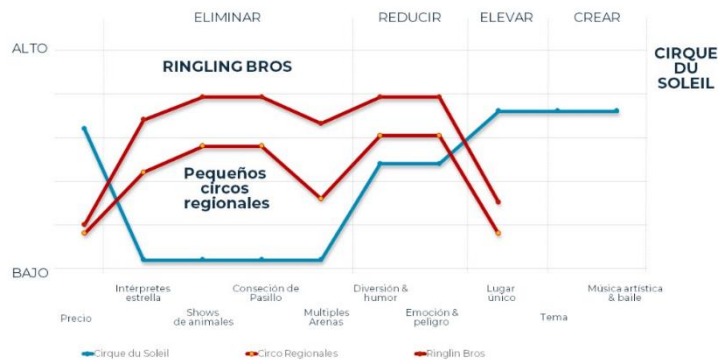 ELIMINAR REDUCIR ELEVAR CREAR
ALTO
RINGLING BROS
CIRQUE
DU
SOLEIL
Pequeños
circos
regionales
BAJO
Interpretes
estrella
Conseción de
Pasillo
Diversión &
humor
Lugar
único
Música artística
& baile
Precio
Shows
de animales
Multiples
Arenas
Emoción &
peligro
Tema
Cirque du Soleil
Circo Regionales
Ringlin Bros